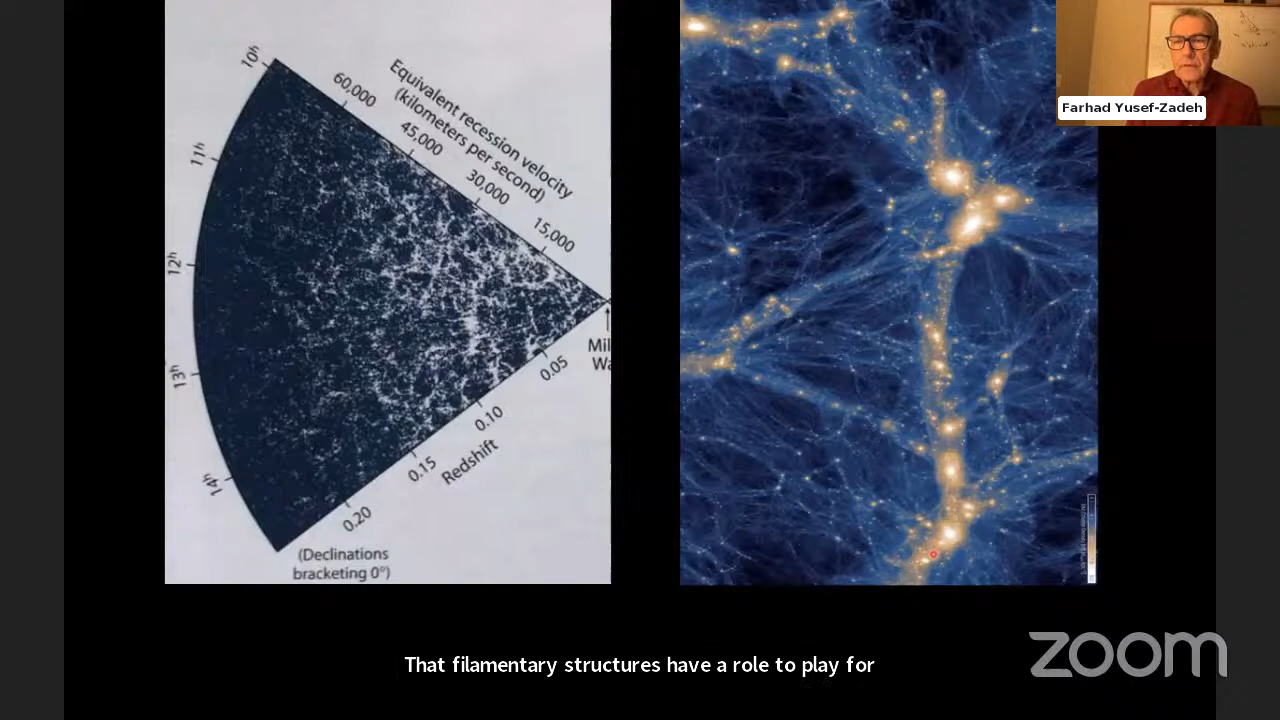 Equivalent recession velocity
(kilometers per second)
60,000
45,000
30,000
15,000
10h
11h
12h
13h
14h
Mil
Wa
0.05
0.10
0.15
0.20
Redshift
(Declinations
bracketing 0°)
Farhad Yusef-Zadeh
That filamentary structures have a role to play for
zoom